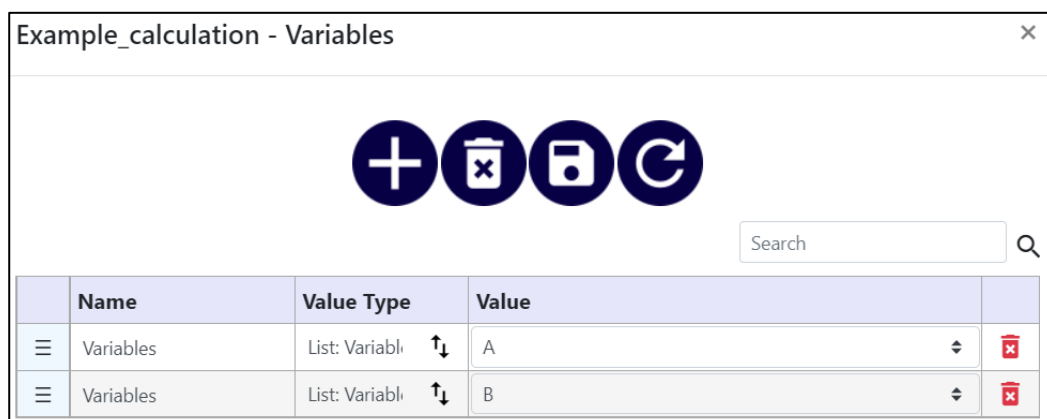 Example_calculation - Variables
Search
Name Value Type Value
Variables List: Variabl A
Variables List: Variabl B